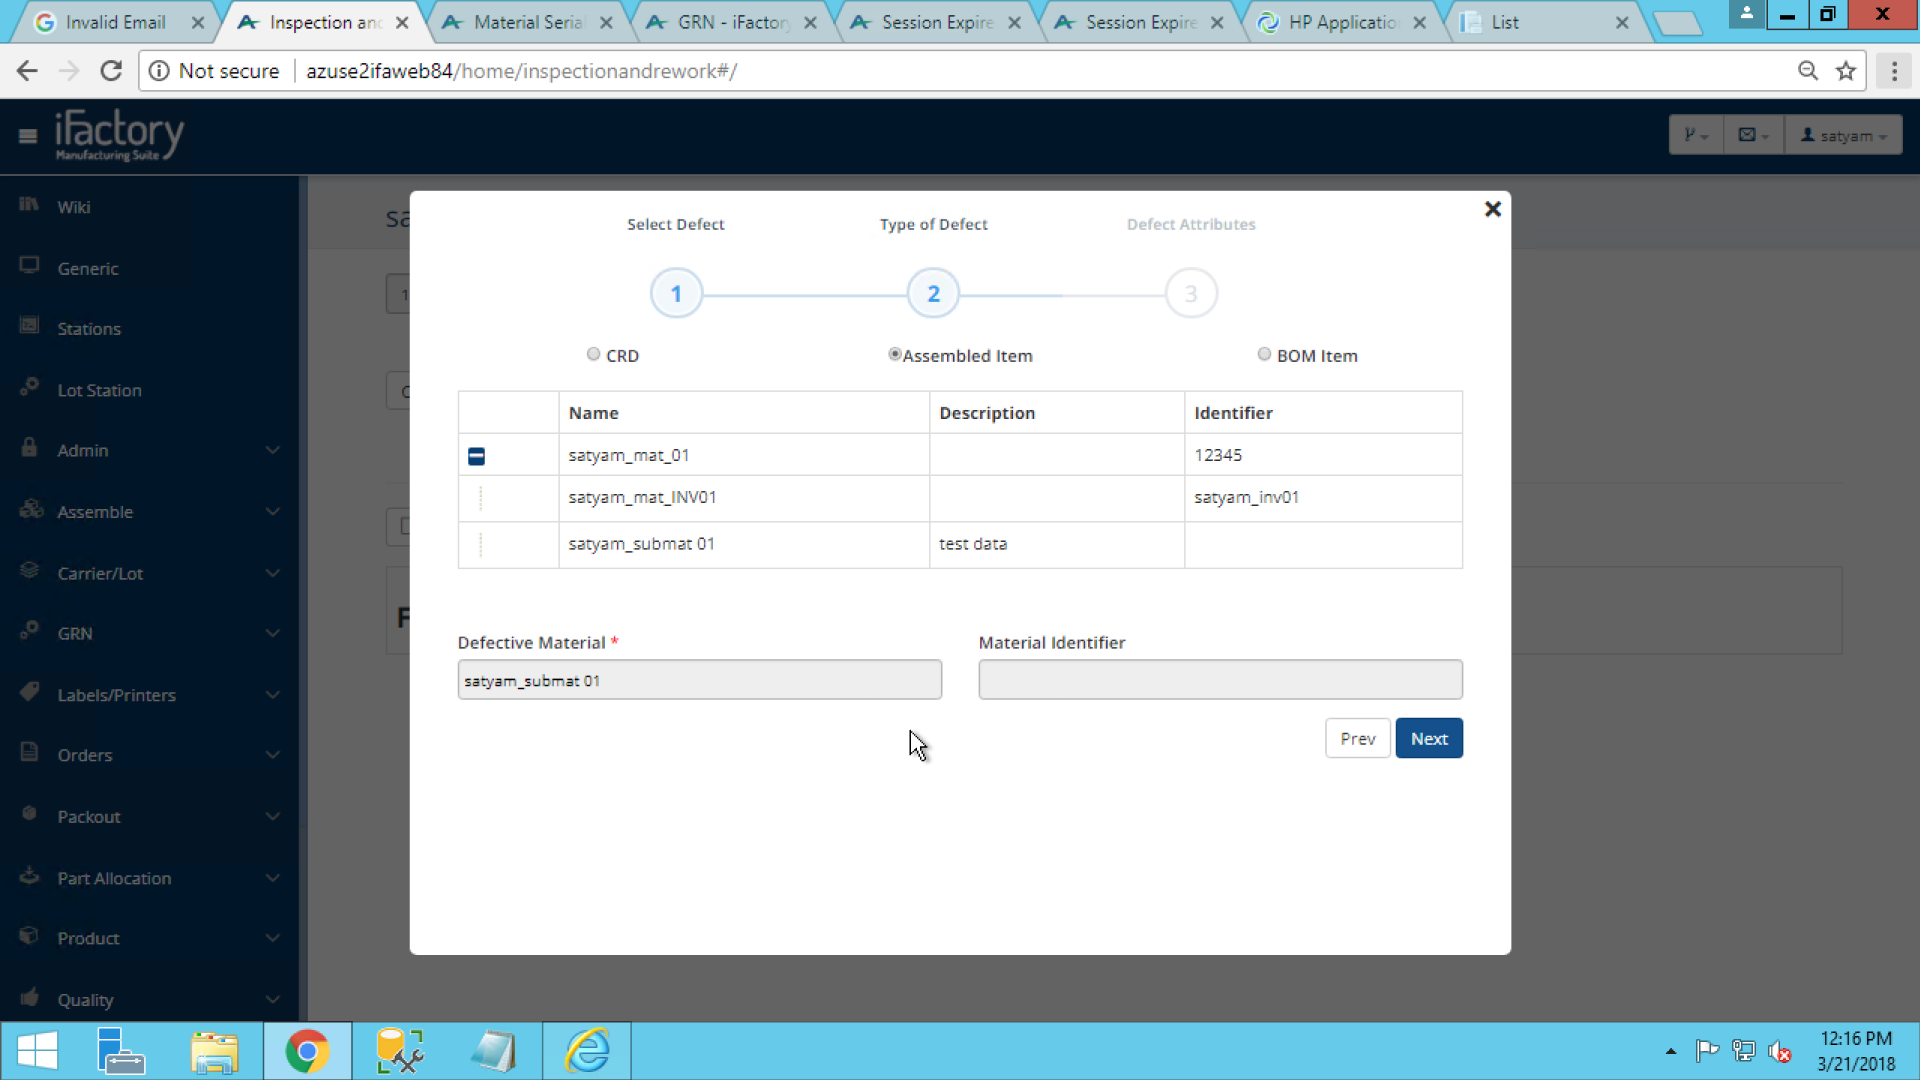 Invalid Email
Inspection an
Material Seria
GRN - iFactory
Session Expire
Session Expire
HP Applicatio
List
Not secure
azuse2ifaweb84/home/inspectionandrework#/
iFactory
Manufacturing Suite
satyam
Wiki
Generic
Stations
Lot Station
Admin
Assemble
Carrier/Lot
GRN
Labels/Printers
Orders
Packout
Part Allocation
Product
Quality
Select Defect
Type of Defect
Defect Attributes
1
2
3
CRD
Assembled Item
BOM Item
Name Description Identifier
satyam_mat_01 12345
satyam_mat_INV01 satyam_inv01
satyam_submat 01 test data
Defective Material *
Material Identifier
satyam_submat 01
Prev
Next
12:16 PM
3/21/2018